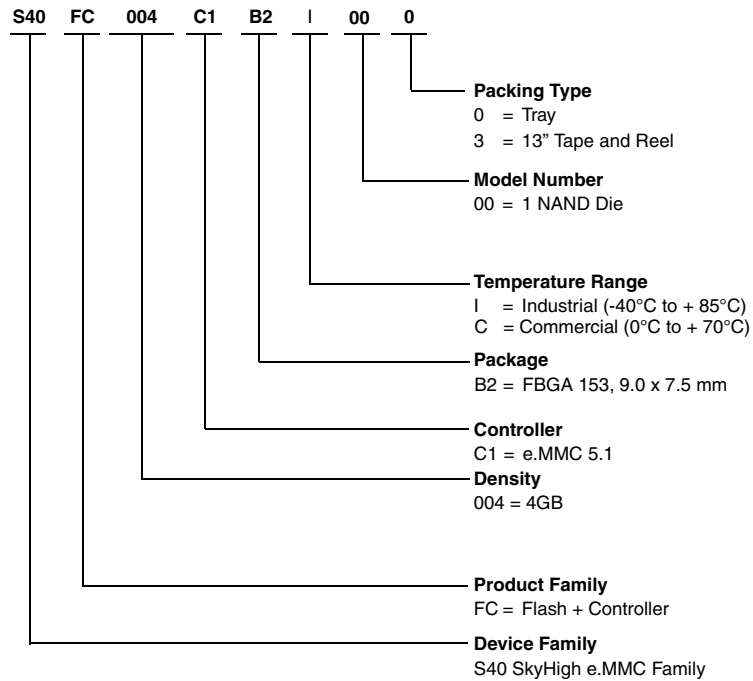 S40 FC 004 C1 B2 I 00 0
Packing Type
0 = Tray
3 = 13” Tape and Reel
Model Number
00 = 1 NAND Die
Temperature Range
I = Industrial (-40°C to + 85°C)
C = Commercial (0°C to + 70°C)
Package
B2 = FBGA 153, 9.0 x 7.5 mm
Controller
C1 = e.MMC 5.1
Density
004 = 4GB
Product Family
FC = Flash + Controller
Device Family
S40 SkyHigh e.MMC Family